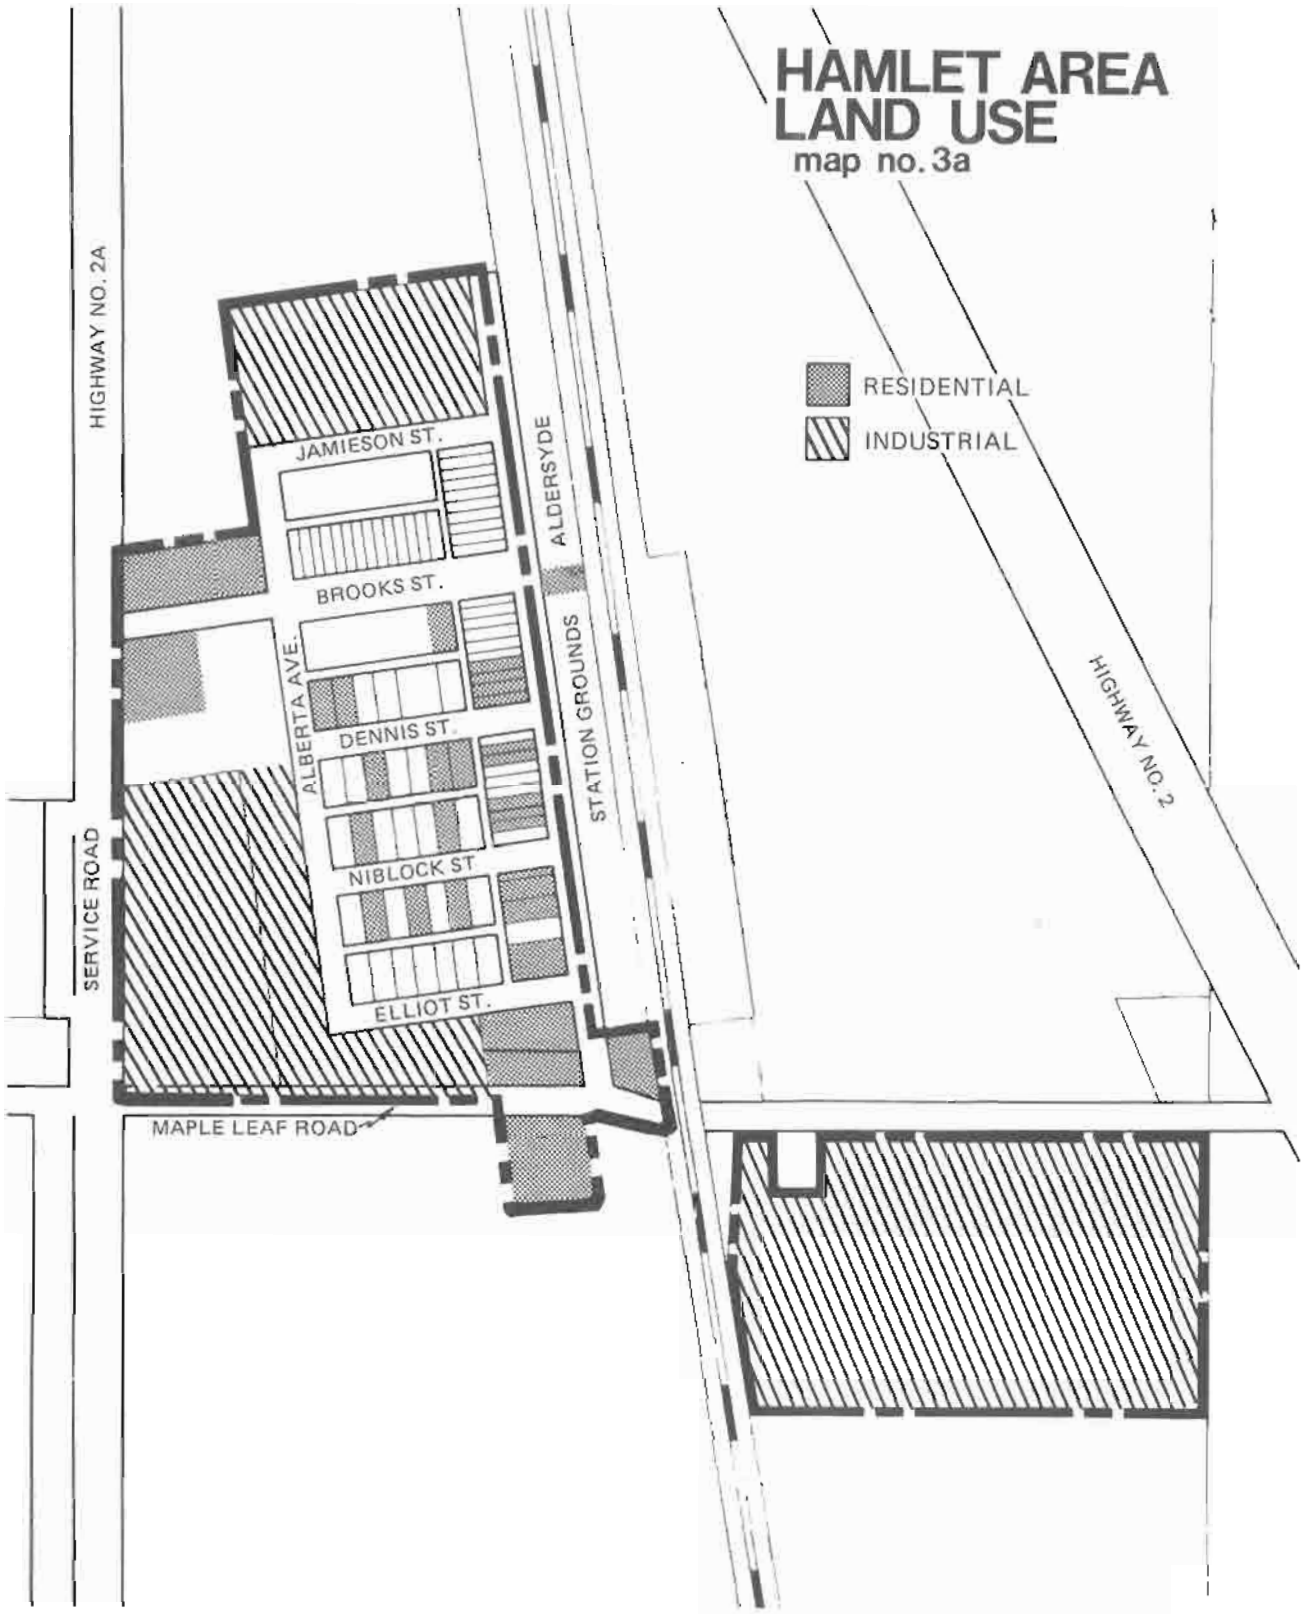 HAMLET AREA
LAND USE
map no. 3a
HIGHWAY NO. 2A
RESIDENTIAL
INDUSTRIAL
JAMIESON ST.
ALDERSYDE
BROOKS ST.
ALBERTA AVE.
STATION GROUNDS
DENNIS ST.
HIGHWAY NO. 2
SERVICE ROAD
NIBLOCK ST
ELLIOT ST.
MAPLE LEAF ROAD